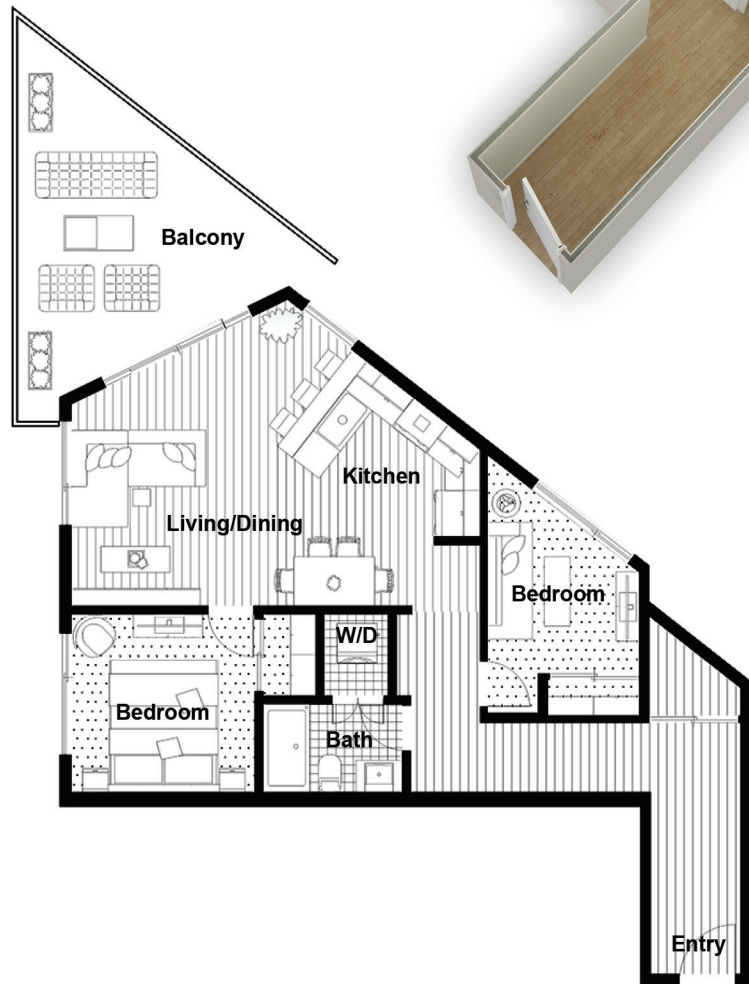 Balcony
Kitchen
Living/Dining
Bedroom
W/D
Bedroom
Bath
Entry